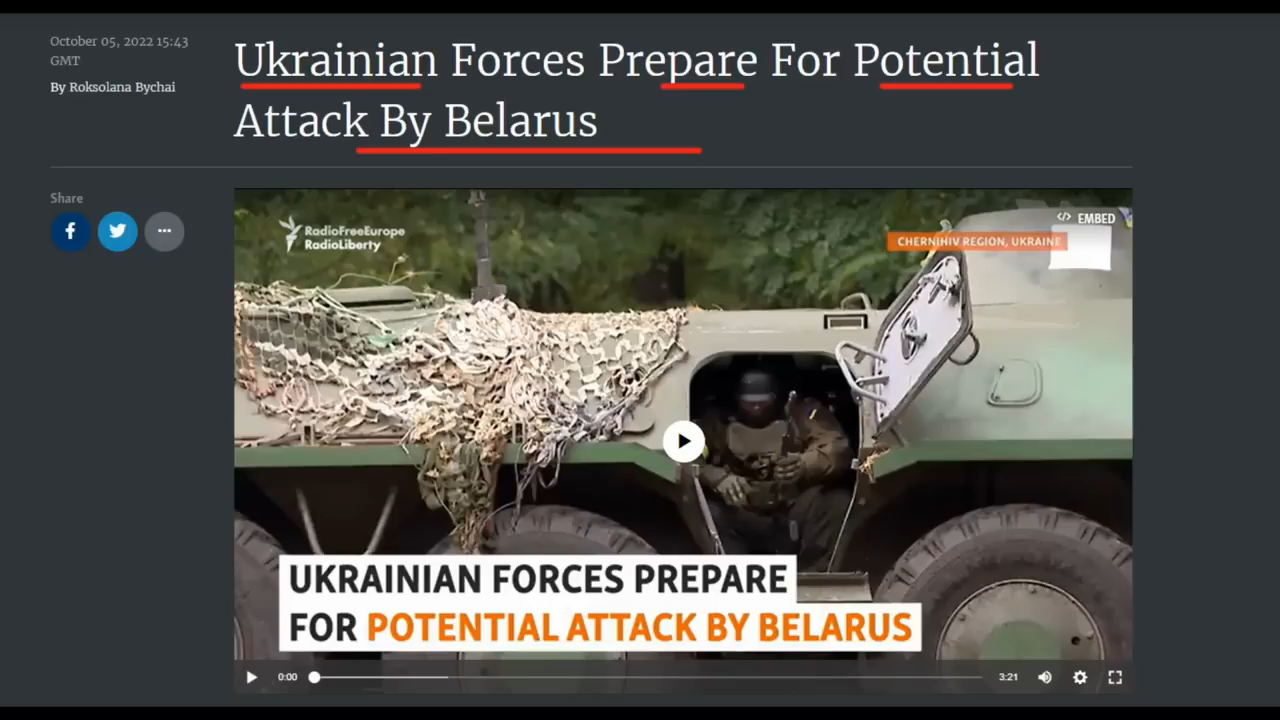 October 05, 2022 15:43
GMT
By Roksolana Bychai
Ukrainian Forces Prepare For Potential
Attack By Belarus
Share
RadioFreeEurope
RadioLiberty
EMBED
CHERNIHIV REGION, UKRAINE
UKRAINIAN FORCES PREPARE
FOR POTENTIAL ATTACK BY BELARUS
0:00
3:21